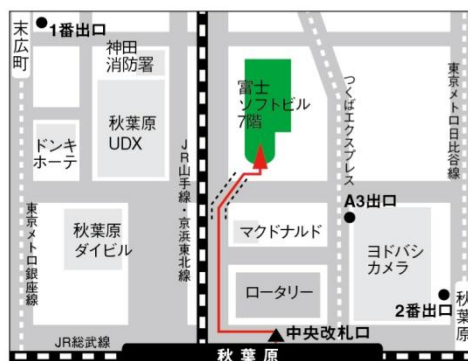 末広町
1番出口
神田
消防署
富士
ソフトビル
7階
秋葉原
UDX
ドンキ
ホーテ
JR山手線・京浜東北線
つくばエクスプレス
東京メトロ日比谷線
東京メトロ銀座線
秋葉原
ダイビル
マクドナルド
A3出口
ヨドバシ
カメラ
ロータリー
2番出口
秋葉原
中央改札口
JR総武線
秋葉原